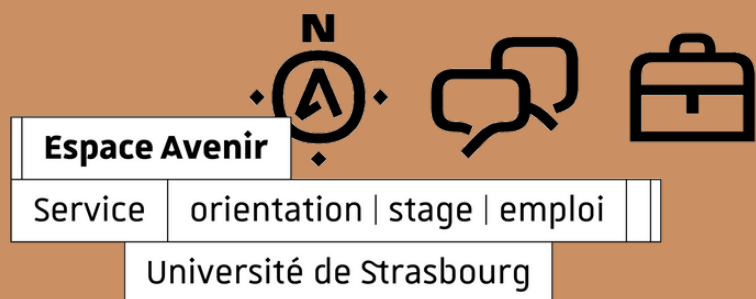 N
Espace Avenir
Service orientation | stage | emploi
Université de Strasbourg